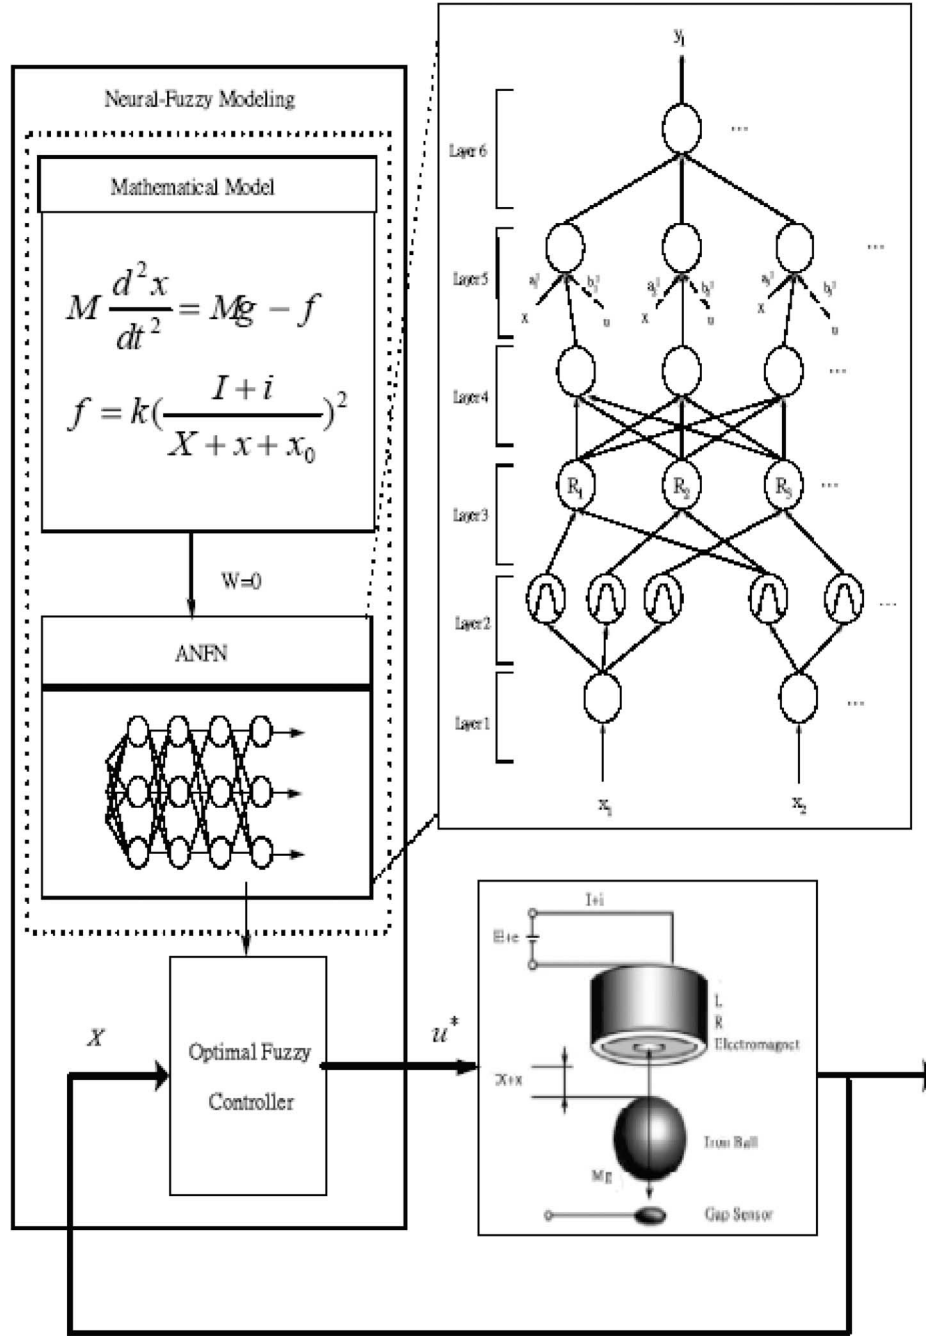 Neural-Fuzzy Modeling
Mathematical Model
M d²x/dt² = Mg − f
f = k(I + i/X + x + x₀)²
W=0
ANFN
Optimal Fuzzy
Controller
X
u*
y₁
...
Layer 6
...
Layer 5
x
u
x
u
x
u
...
Layer 4
R₁
R₂
R₃
...
Layer 3
...
Layer 2
...
Layer 1
x₁
x₂
I+i
E+e
L
R
Electromagnet
X+x
Iron Ball
Mg
Gap Sensor